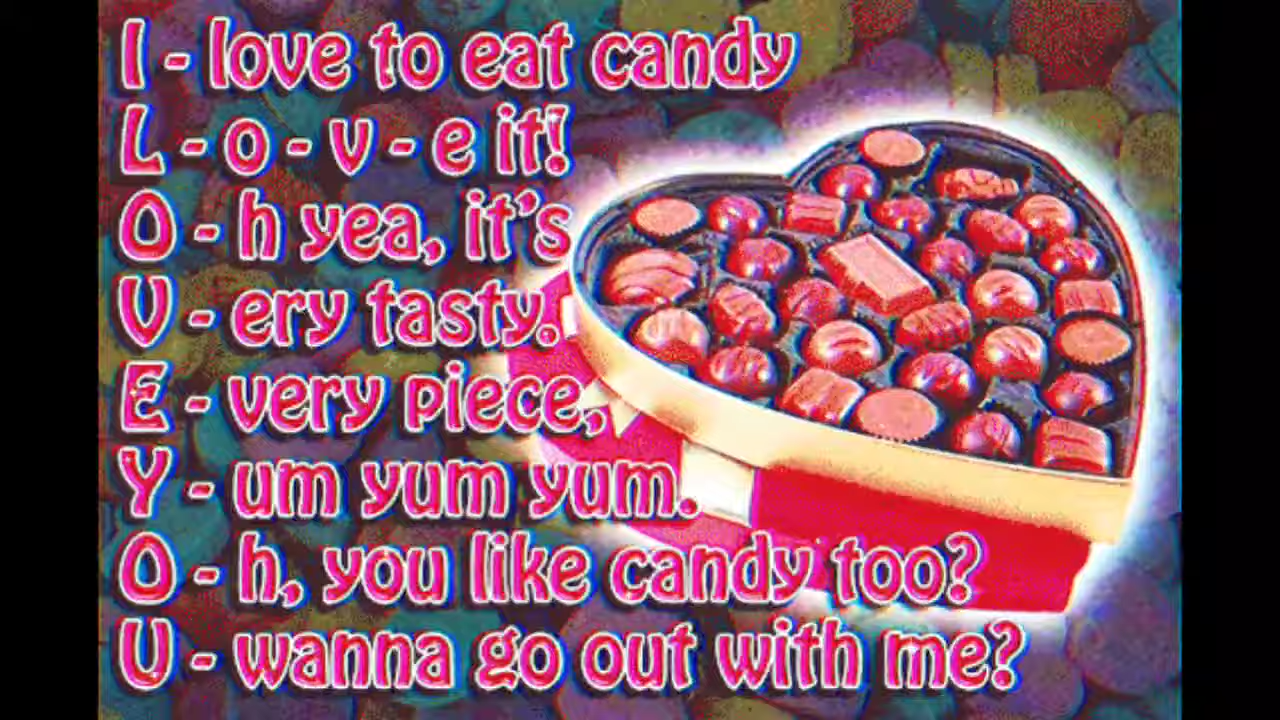 I - love to eat candy
L - o - v - e it!
O - h yea, it's
V - ery tasty.
E - very piece,
Y - um yum yum.
O - h, you like candy too?
U - wanna go out with me?